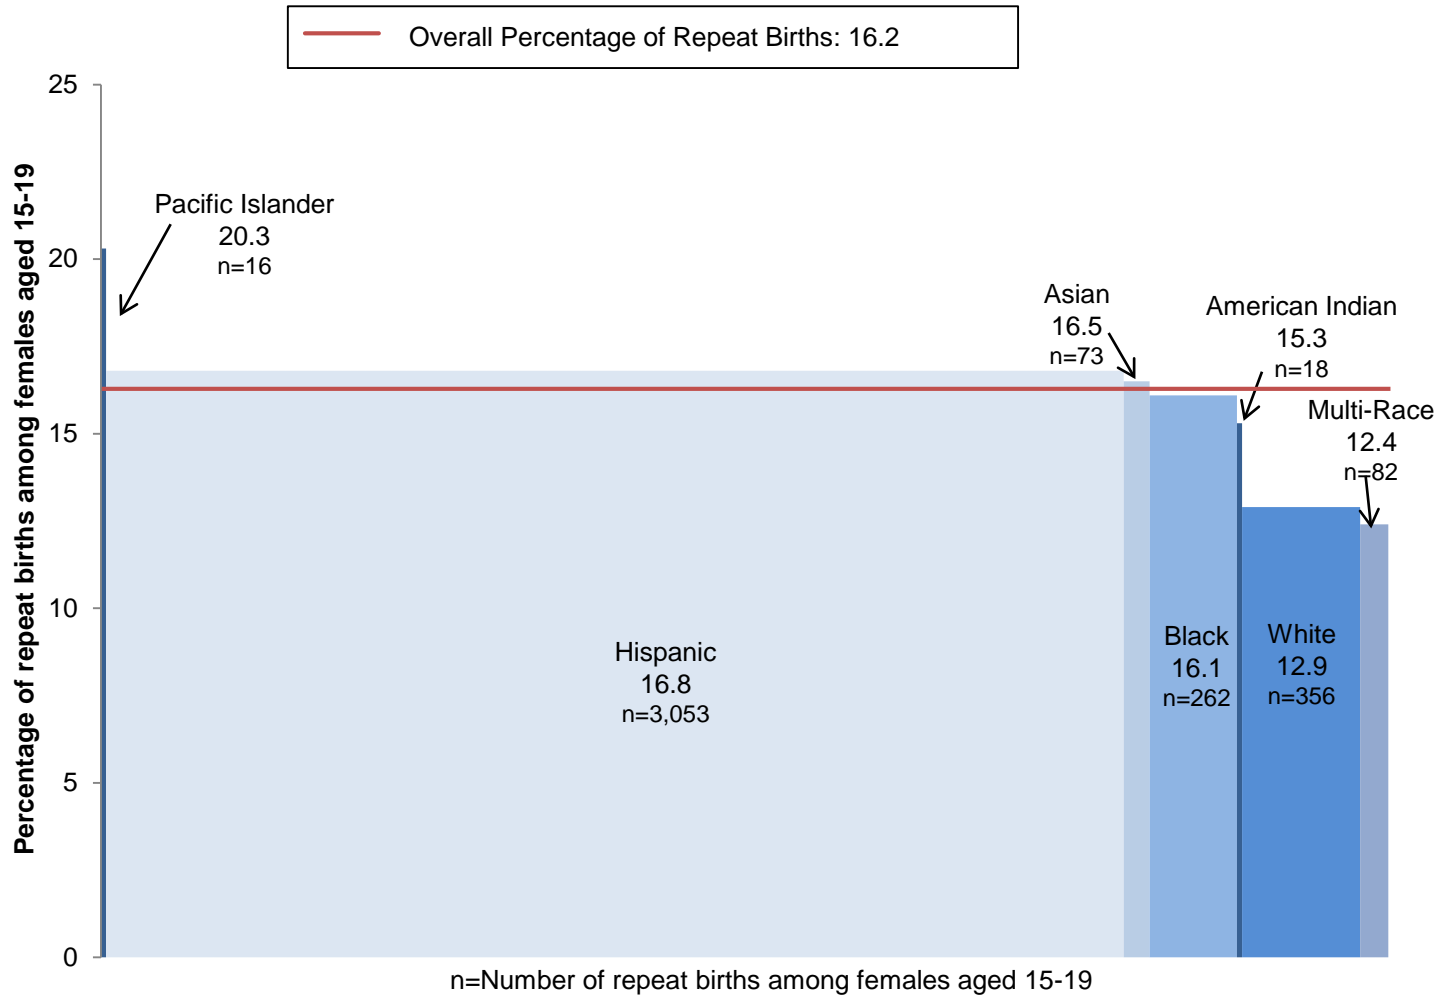 Overall Percentage of Repeat Births: 16.2
Percentage of repeat births among females aged 15-19
25
20
15
10
5
0
Pacific Islander
20.3
n=16
Hispanic
16.8
n=3,053
Asian
16.5
n=73
Black
16.1
n=262
American Indian
15.3
n=18
White
12.9
n=356
Multi-Race
12.4
n=82
n=Number of repeat births among females aged 15-19